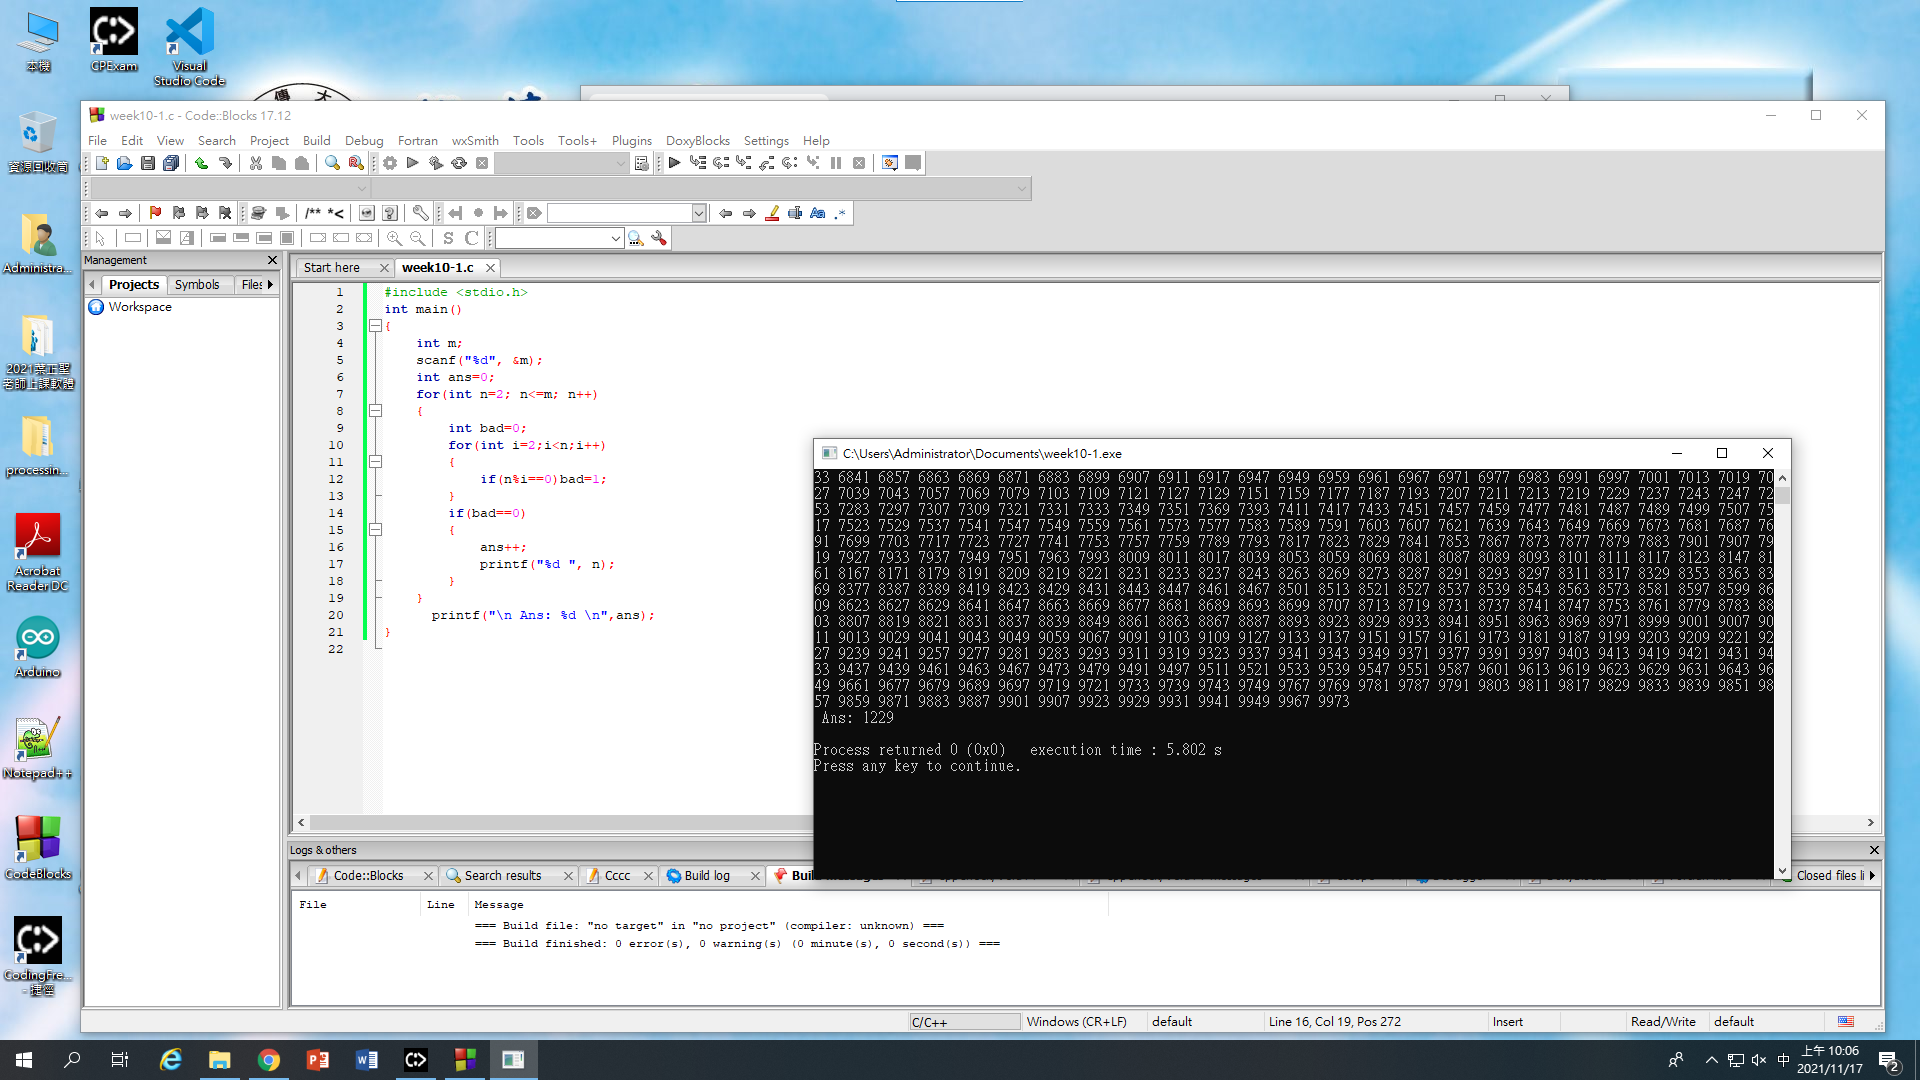 本機
CPExam
Visual
Studio Code
資源回收筒
Administra...
2021葉正聖
老師上課軟體
processin...
Acrobat
Reader DC
Arduino
Notepad++
CodeBlocks
CodingFre...
- 捷徑
傳 大
week10-1.c - Code::Blocks 17.12
File Edit View Search Project Build Debug Fortran wxSmith Tools Tools+ Plugins DoxyBlocks Settings Help
/** *<
S C
Management
Projects Symbols Files
Workspace
Start here week10-1.c
1 #include <stdio.h>
2 int main()
3 {
4 int m;
5 scanf("%d", &m);
6 int ans=0;
7 for(int n=2; n<=m; n++)
8 {
9 int bad=0;
10 for(int i=2;i<n;i++)
11 {
12 if(n%i==0)bad=1;
13 }
14 if(bad==0)
15 {
16 ans++;
17 printf("%d ", n);
18 }
19 }
20 printf("\n Ans: %d \n",ans);
21 }
22
C:\Users\Administrator\Documents\week10-1.exe
33 6841 6857 6863 6869 6871 6883 6899 6907 6911 6917 6947 6949 6959 6961 6967 6971 6977 6983 6991 6997 7001 7013 7019 70
27 7039 7043 7057 7069 7079 7103 7109 7121 7127 7129 7151 7159 7177 7187 7193 7207 7211 7213 7219 7229 7237 7243 7247 72
53 7283 7297 7307 7309 7321 7331 7333 7349 7351 7369 7393 7411 7417 7433 7451 7457 7459 7477 7481 7487 7489 7499 7507 75
17 7523 7529 7537 7541 7547 7549 7559 7561 7573 7577 7583 7589 7591 7603 7607 7621 7639 7643 7649 7669 7673 7681 7687 76
91 7699 7703 7717 7723 7727 7741 7753 7757 7759 7789 7793 7817 7823 7829 7841 7853 7867 7873 7877 7879 7883 7901 7907 79
19 7927 7933 7937 7949 7951 7963 7993 8009 8011 8017 8039 8053 8059 8069 8081 8087 8089 8093 8101 8111 8117 8123 8147 81
61 8167 8171 8179 8191 8209 8219 8221 8231 8233 8237 8243 8263 8269 8273 8287 8291 8293 8297 8311 8317 8329 8353 8363 83
69 8377 8387 8389 8419 8423 8429 8431 8443 8447 8461 8467 8501 8513 8521 8527 8537 8539 8543 8563 8573 8581 8597 8599 86
09 8623 8627 8629 8641 8647 8663 8669 8677 8681 8689 8693 8699 8707 8713 8719 8731 8737 8741 8747 8753 8761 8779 8783 88
03 8807 8819 8821 8831 8837 8839 8849 8861 8863 8867 8887 8893 8923 8929 8933 8941 8951 8963 8969 8971 8999 9001 9007 90
11 9013 9029 9041 9043 9049 9059 9067 9091 9103 9109 9127 9133 9137 9151 9157 9161 9173 9181 9187 9199 9203 9209 9221 92
27 9239 9241 9257 9277 9281 9283 9293 9311 9319 9323 9337 9341 9343 9349 9371 9377 9391 9397 9403 9413 9419 9421 9431 94
33 9437 9439 9461 9463 9467 9473 9479 9491 9497 9511 9521 9533 9539 9547 9551 9587 9601 9613 9619 9623 9629 9631 9643 96
49 9661 9677 9679 9689 9697 9719 9721 9733 9739 9743 9749 9767 9769 9781 9787 9791 9803 9811 9817 9829 9833 9839 9851 98
57 9859 9871 9883 9887 9901 9907 9923 9929 9931 9941 9949 9967 9973
Ans: 1229
Process returned 0 (0x0) execution time : 5.802 s
Press any key to continue.
Logs & others
Code::Blocks Search results Cccc Build log Closed files li
File Line Message
=== Build file: "no target" in "no project" (compiler: unknown) ===
=== Build finished: 0 error(s), 0 warning(s) (0 minute(s), 0 second(s)) ===
C/C++ Windows (CR+LF) default Line 16, Col 19, Pos 272 Insert Read/Write default
中 上午 10:06
2021/11/17
2